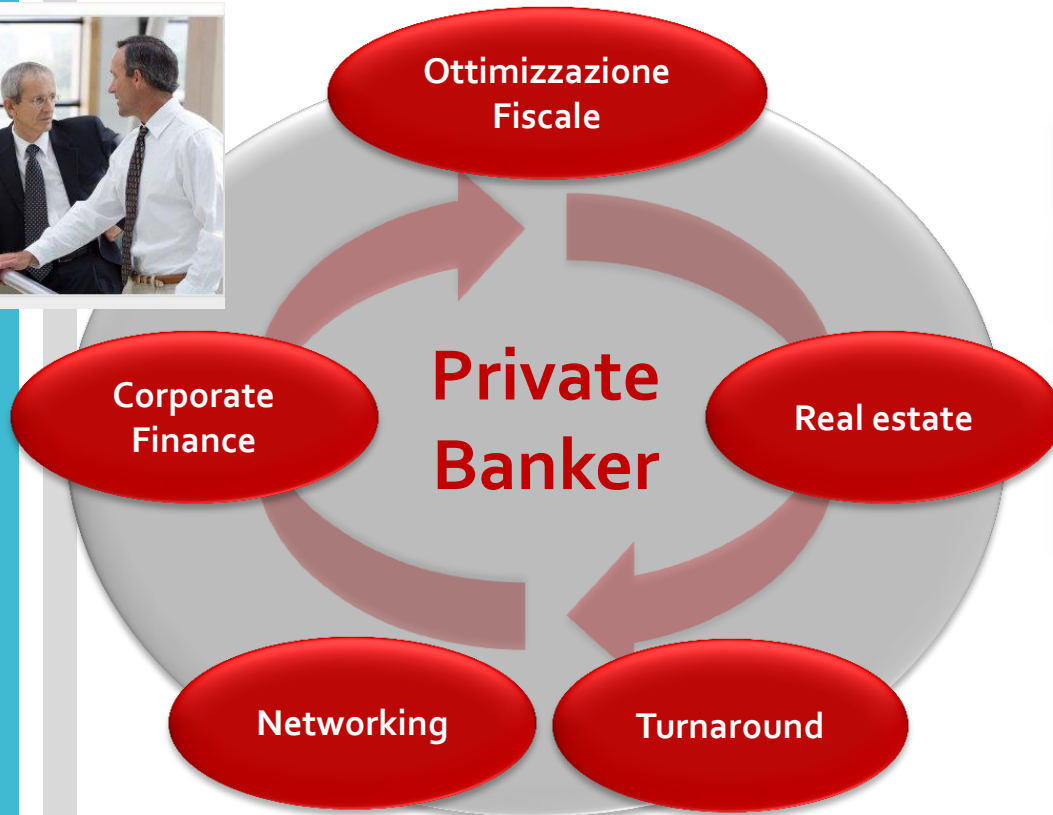 Ottimizzazione
Fiscale
Corporate
Finance
Private
Banker
Real estate
Networking
Turnaround